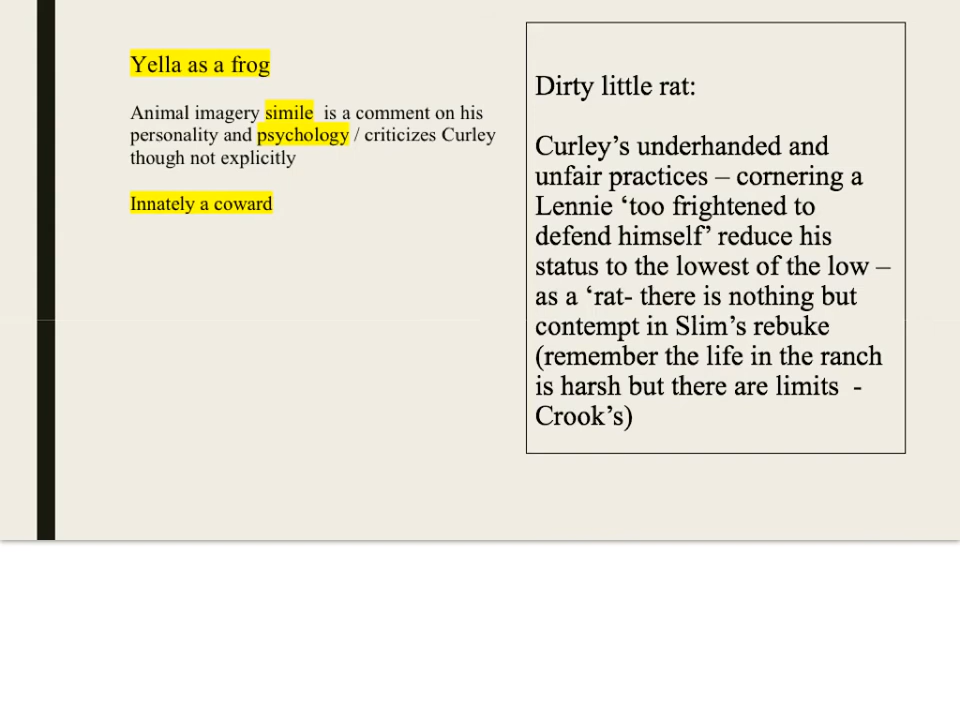 Yella as a frog
Animal imagery simile  is a comment on his
personality and psychology / criticizes Curley
though not explicitly
Innately a coward
Dirty little rat:
Curley’s underhanded and
unfair practices – cornering a
Lennie ‘too frightened to
defend himself’ reduce his
status to the lowest of the low –
as a ‘rat- there is nothing but
contempt in Slim’s rebuke
(remember the life in the ranch
is harsh but there are limits  -
Crook’s)